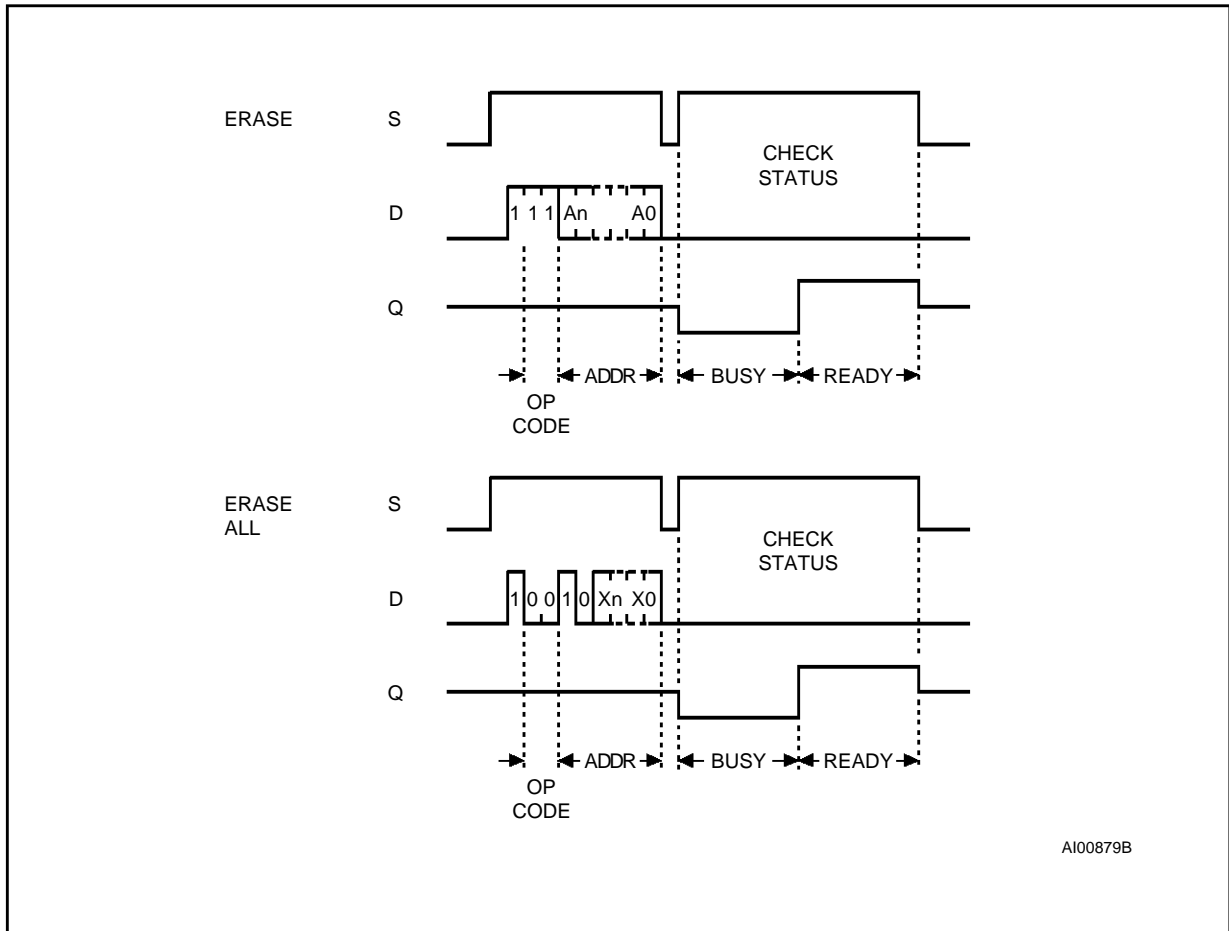 ERASE S
CHECK
STATUS
D 1 1 1 An A0
Q
ADDR BUSY READY
OP
CODE
ERASE
ALL
S
CHECK
STATUS
D 1 0 0 1 0 Xn X0
Q
ADDR BUSY READY
OP
CODE
AI00879B